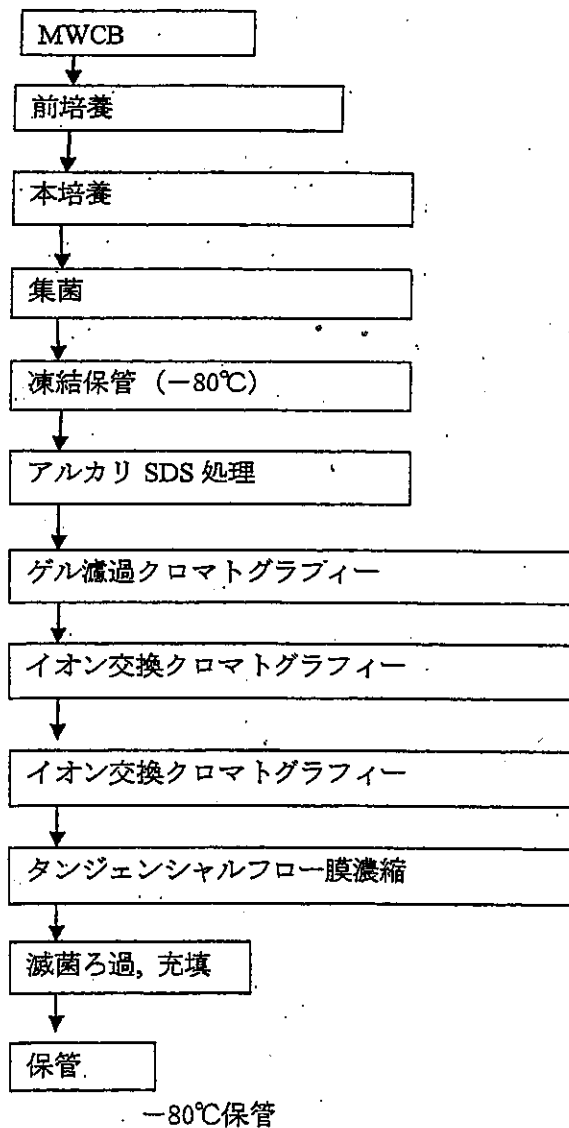 MWCB
前培養
本培養
集菌
凍結保管 (－80℃)
アルカリ SDS 処理
ゲル濾過クロマトグラフィー
イオン交換クロマトグラフィー
イオン交換クロマトグラフィー
タンジェンシャルフロー膜濃縮
滅菌ろ過, 充填
保管
－80℃保管